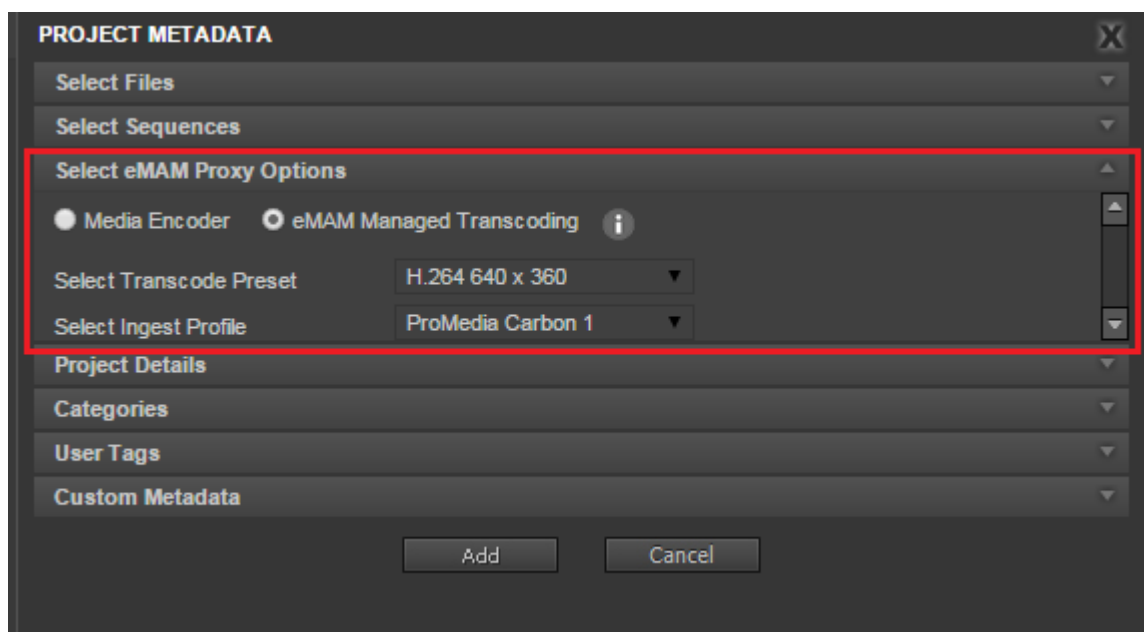 PROJECT METADATA X
Select Files
Select Sequences
Select eMAM Proxy Options
Media Encoder eMAM Managed Transcoding i
Select Transcode Preset H.264 640 x 360
Select Ingest Profile ProMedia Carbon 1
Project Details
Categories
User Tags
Custom Metadata
Add Cancel